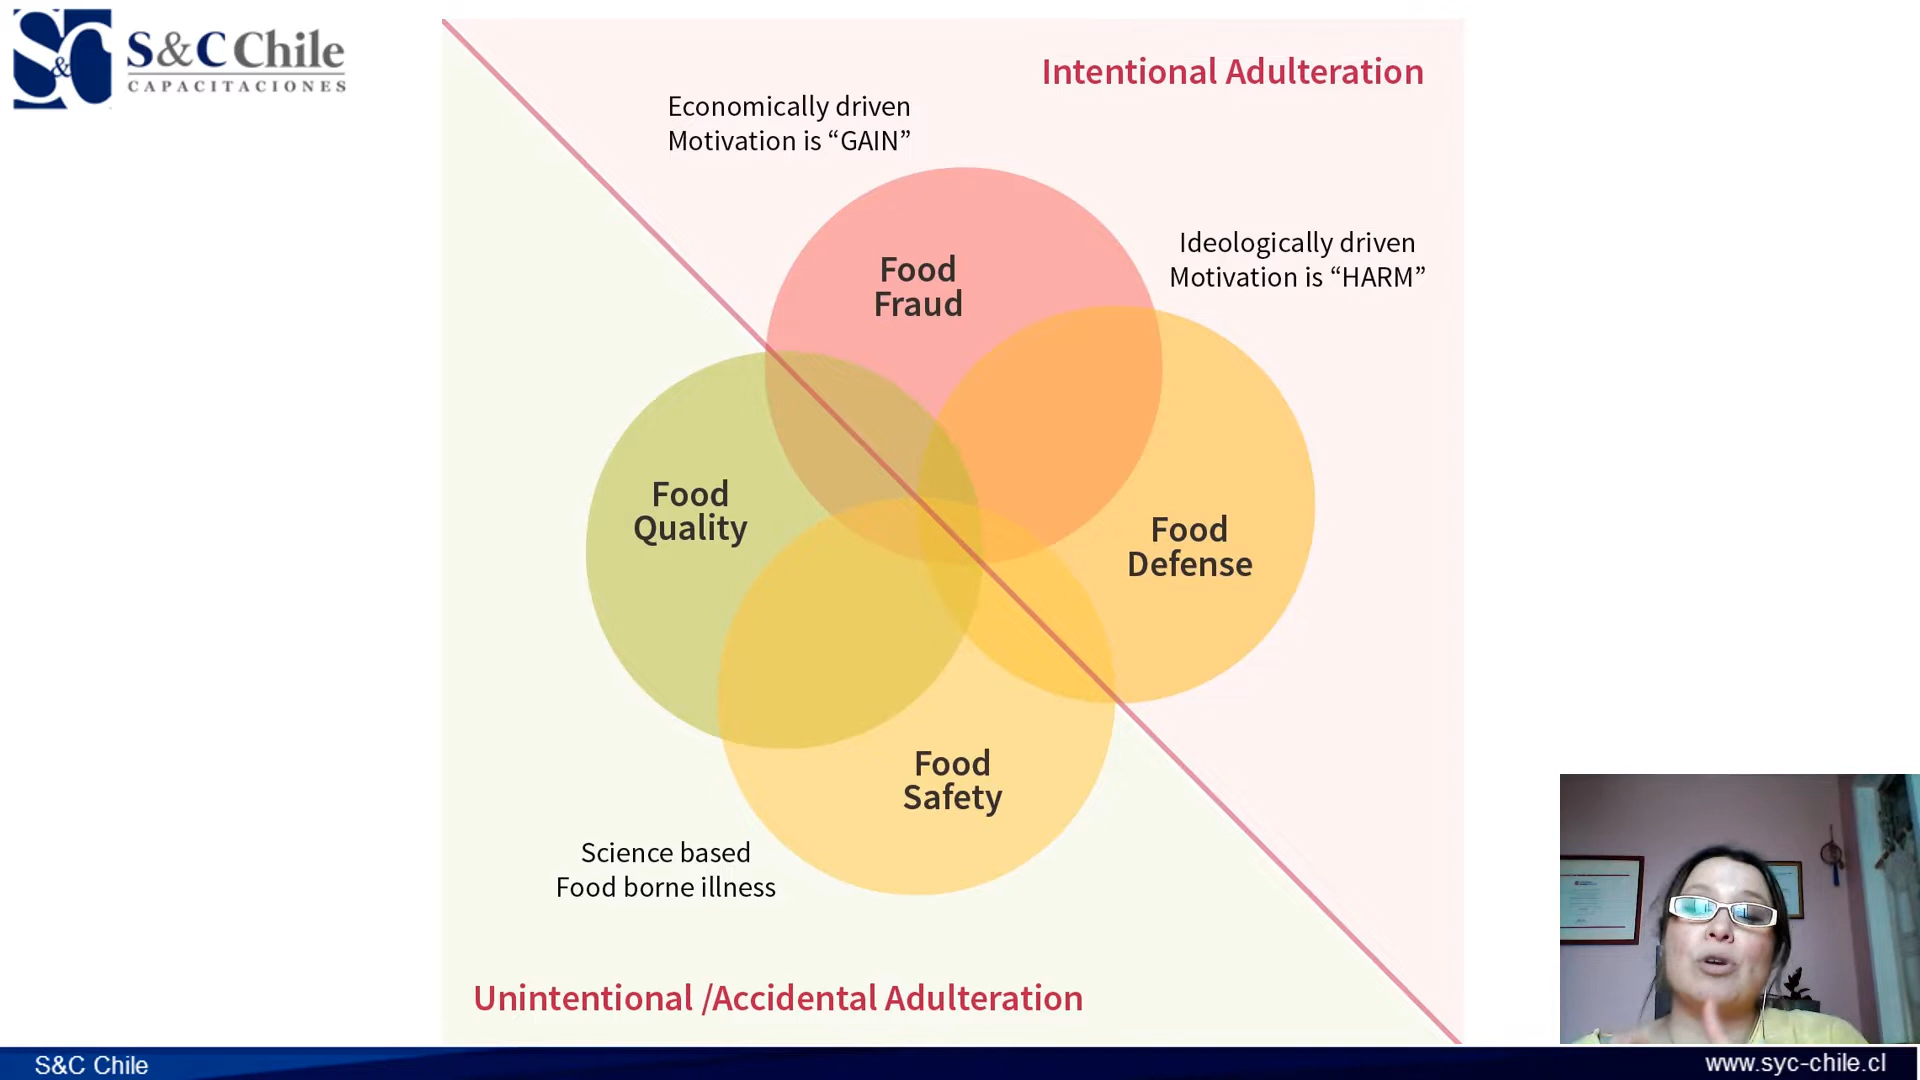 S&C
S&C Chile
CAPACITACIONES
Intentional Adulteration
Economically driven
Motivation is “GAIN”
Ideologically driven
Motivation is “HARM”
Food
Fraud
Food
Quality
Food
Defense
Food
Safety
Science based
Food borne illness
Unintentional /Accidental Adulteration
S&C Chile
www.syc-chile.cl